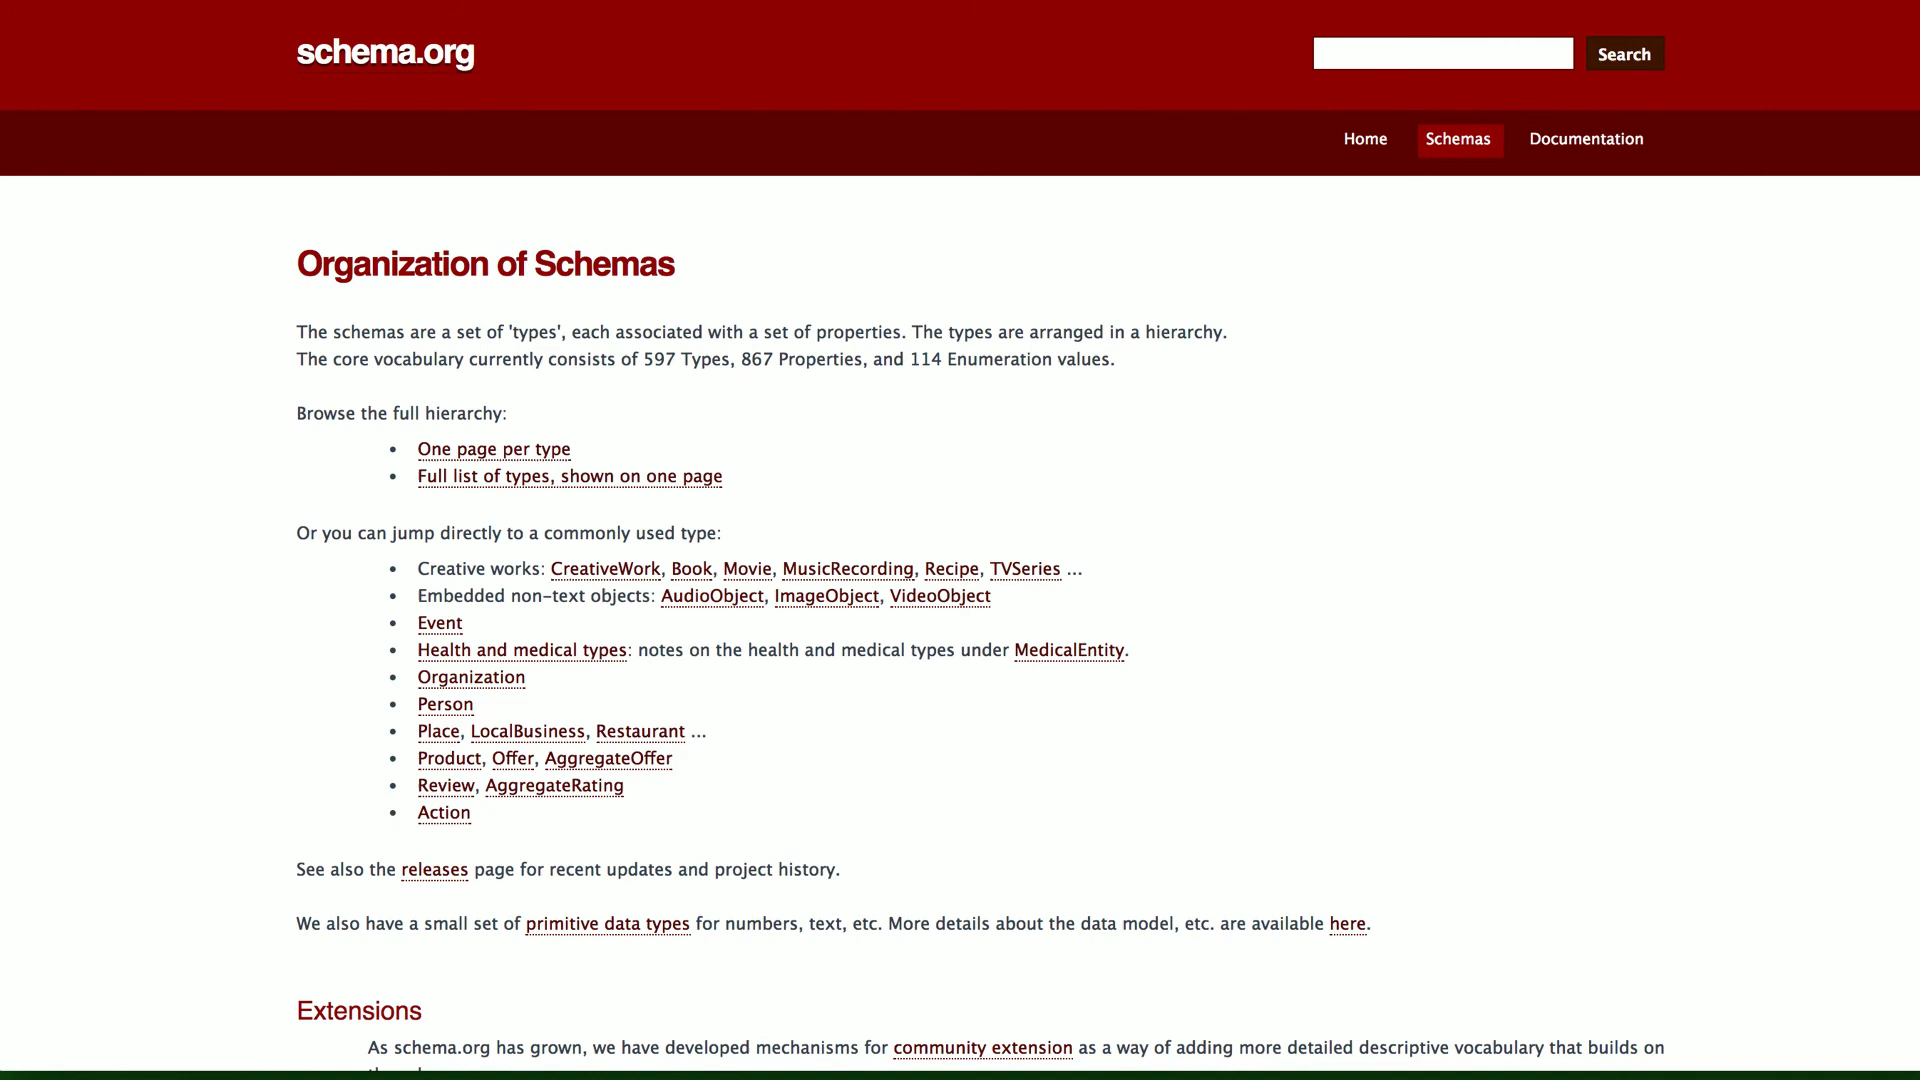 schema.org
Search
Home
Schemas
Documentation
Organization of Schemas
The schemas are a set of 'types', each associated with a set of properties. The types are arranged in a hierarchy.
The core vocabulary currently consists of 597 Types, 867 Properties, and 114 Enumeration values.
Browse the full hierarchy:
• One page per type
• Full list of types, shown on one page
Or you can jump directly to a commonly used type:
• Creative works: CreativeWork, Book, Movie, MusicRecording, Recipe, TVSeries ...
• Embedded non-text objects: AudioObject, ImageObject, VideoObject
• Event
• Health and medical types: notes on the health and medical types under MedicalEntity.
• Organization
• Person
• Place, LocalBusiness, Restaurant ...
• Product, Offer, AggregateOffer
• Review, AggregateRating
• Action
See also the releases page for recent updates and project history.
We also have a small set of primitive data types for numbers, text, etc. More details about the data model, etc. are available here.
Extensions
As schema.org has grown, we have developed mechanisms for community extension as a way of adding more detailed descriptive vocabulary that builds on